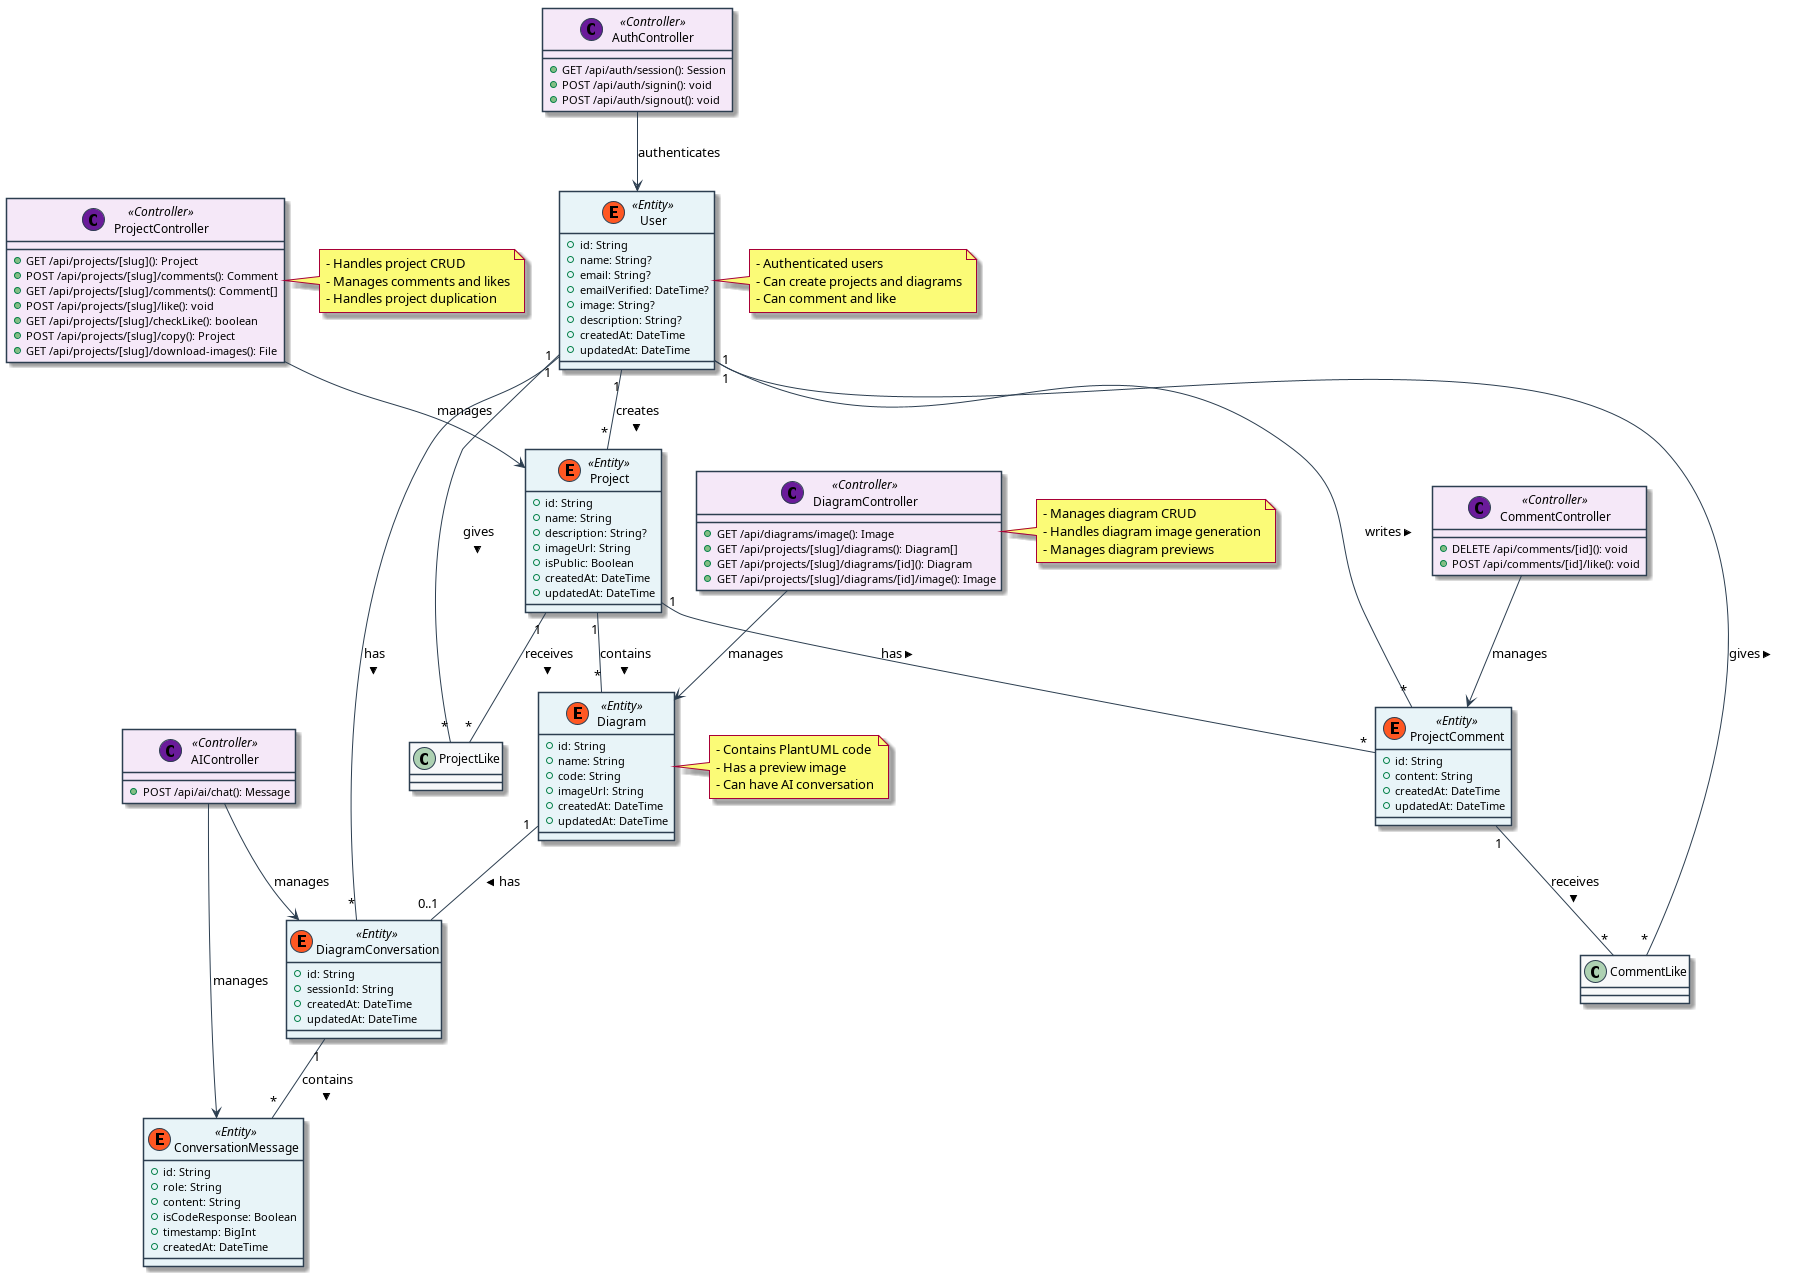 «Controller»
C
AuthController
GET /api/auth/session(): Session
POST /api/auth/signin(): void
POST /api/auth/signout(): void
authenticates
«Controller»
C
ProjectController
GET /api/projects/[slug](): Project
POST /api/projects/[slug]/comments(): Comment
GET /api/projects/[slug]/comments(): Comment[]
POST /api/projects/[slug]/like(): void
GET /api/projects/[slug]/checkLike(): boolean
POST /api/projects/[slug]/copy(): Project
GET /api/projects/[slug]/download-images(): File
- Handles project CRUD
- Manages comments and likes
- Handles project duplication
«Entity»
E
User
id: String
name: String?
email: String?
emailVerified: DateTime?
image: String?
description: String?
createdAt: DateTime
updatedAt: DateTime
- Authenticated users
- Can create projects and diagrams
- Can comment and like
1
1
1
1
1
manages
creates
*
«Entity»
E
Project
id: String
name: String
description: String?
imageUrl: String
isPublic: Boolean
createdAt: DateTime
updatedAt: DateTime
«Controller»
C
DiagramController
GET /api/diagrams/image(): Image
GET /api/projects/[slug]/diagrams(): Diagram[]
GET /api/projects/[slug]/diagrams/[id](): Diagram
GET /api/projects/[slug]/diagrams/[id]/image(): Image
- Manages diagram CRUD
- Handles diagram image generation
- Manages diagram previews
«Controller»
C
CommentController
DELETE /api/comments/[id](): void
POST /api/comments/[id]/like(): void
gives
writes
1
1
1
has
receives
contains
manages
has
manages
gives
*
*
*
*
*
«Controller»
C
AIController
POST /api/ai/chat(): Message
C
ProjectLike
«Entity»
E
Diagram
id: String
name: String
code: String
imageUrl: String
createdAt: DateTime
updatedAt: DateTime
- Contains PlantUML code
- Has a preview image
- Can have AI conversation
«Entity»
E
ProjectComment
id: String
content: String
createdAt: DateTime
updatedAt: DateTime
1
1
manages
has
receives
*
0..1
*
*
«Entity»
E
DiagramConversation
id: String
sessionId: String
createdAt: DateTime
updatedAt: DateTime
C
CommentLike
manages
1
contains
*
«Entity»
E
ConversationMessage
id: String
role: String
content: String
isCodeResponse: Boolean
timestamp: BigInt
createdAt: DateTime